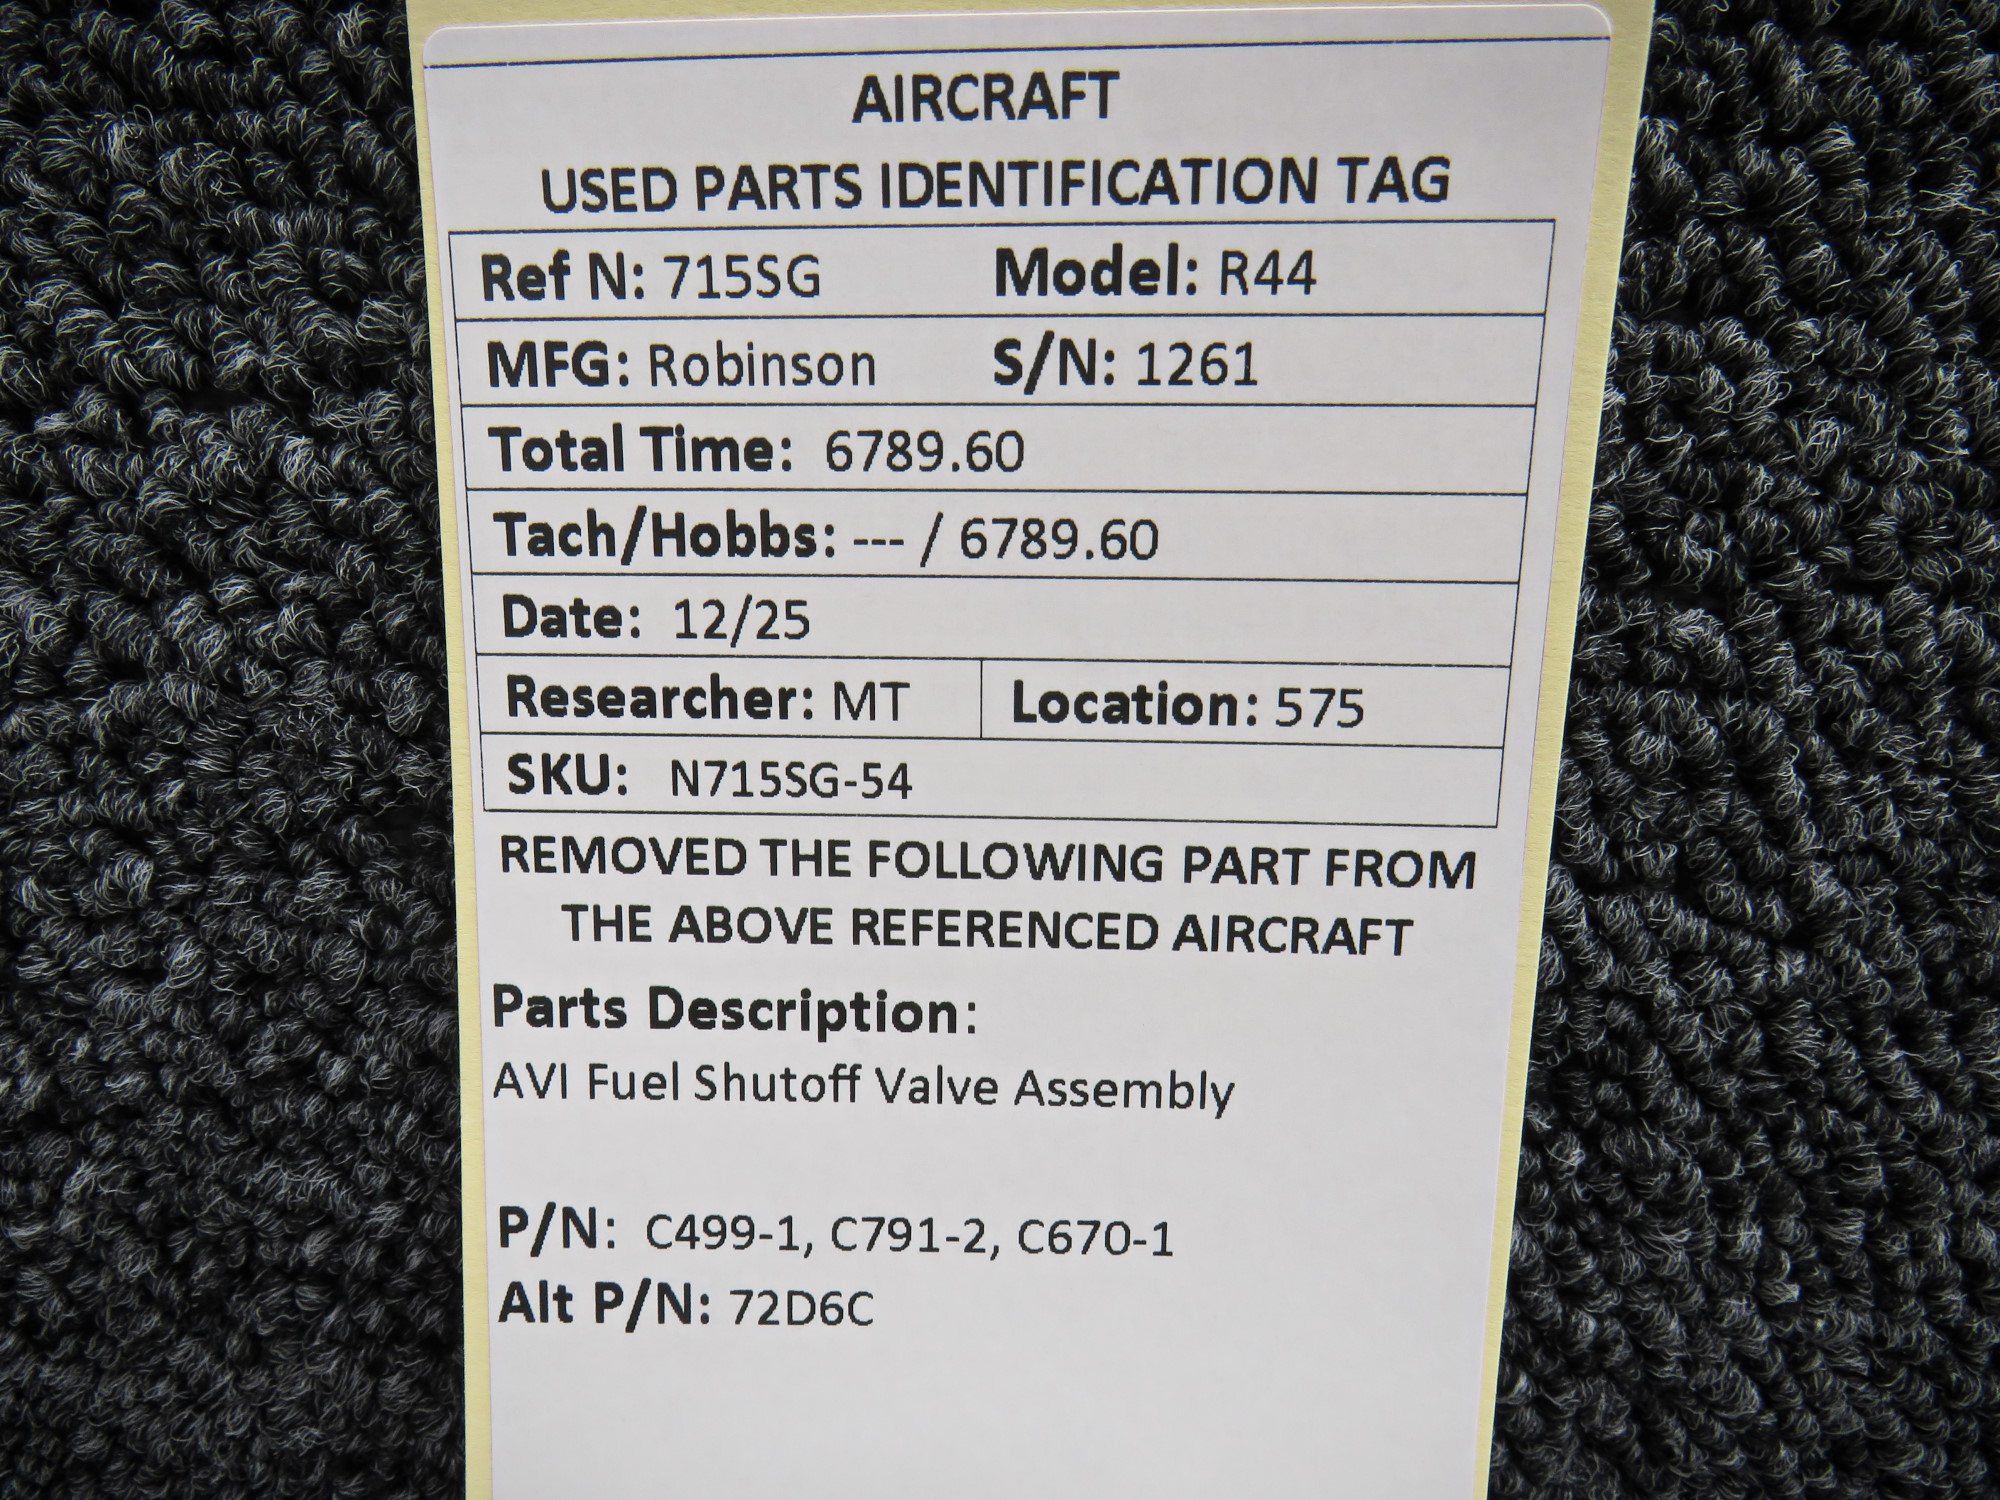 AIRCRAFT
USED PARTS IDENTIFICATION TAG
Ref N: 715SG Model: R44
MFG: Robinson S/N: 1261
Total Time: 6789.60
Tach/Hobbs: --- / 6789.60
Date: 12/25
Researcher: MT Location: 575
SKU: N715SG-54
REMOVED THE FOLLOWING PART FROM
THE ABOVE REFERENCED AIRCRAFT
Parts Description:
AVI Fuel Shutoff Valve Assembly
P/N: C499-1, C791-2, C670-1
Alt P/N: 72D6C